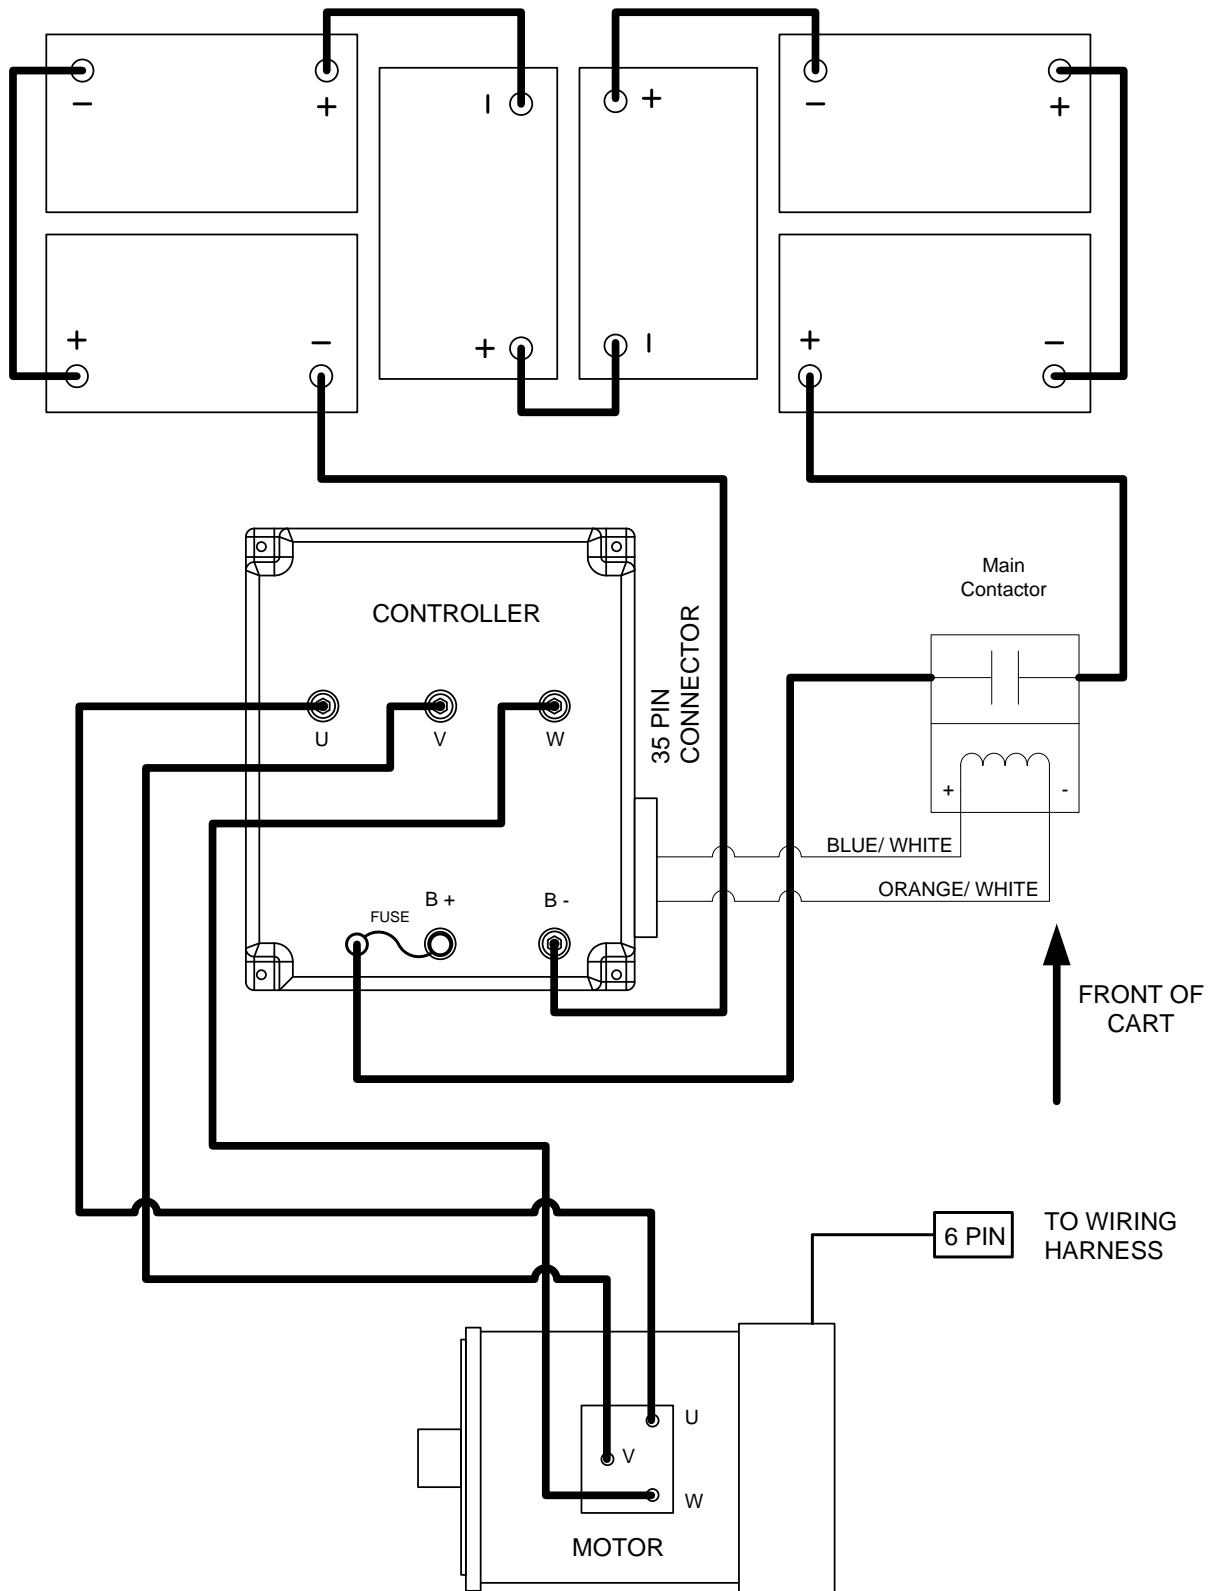 − + − + − +
+ − + − + −
Main
Contactor
CONTROLLER
35 PIN
CONNECTOR
U V W
+ -
BLUE/ WHITE
ORANGE/ WHITE
B + B -
FUSE
FRONT OF
CART
6 PIN
TO WIRING
HARNESS
U
V
W
MOTOR